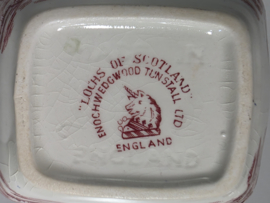 "LOCHS OF SCOTLAND"
ENOCH WEDGWOOD TUNSTALL LTD
ENGLAND